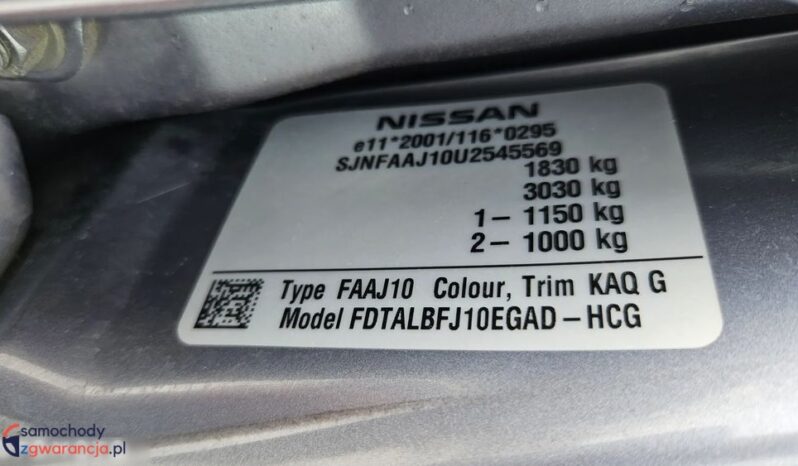 NISSAN
e11*2001/116*0295
SJNFAAJ10U2545569
1830 kg
3030 kg
1- 1150 kg
2- 1000 kg
Type FAAJ10 Colour, Trim KAQ G
Model FDTALBFJ10EGAD-HCG
samochody
zgwarancja.pl